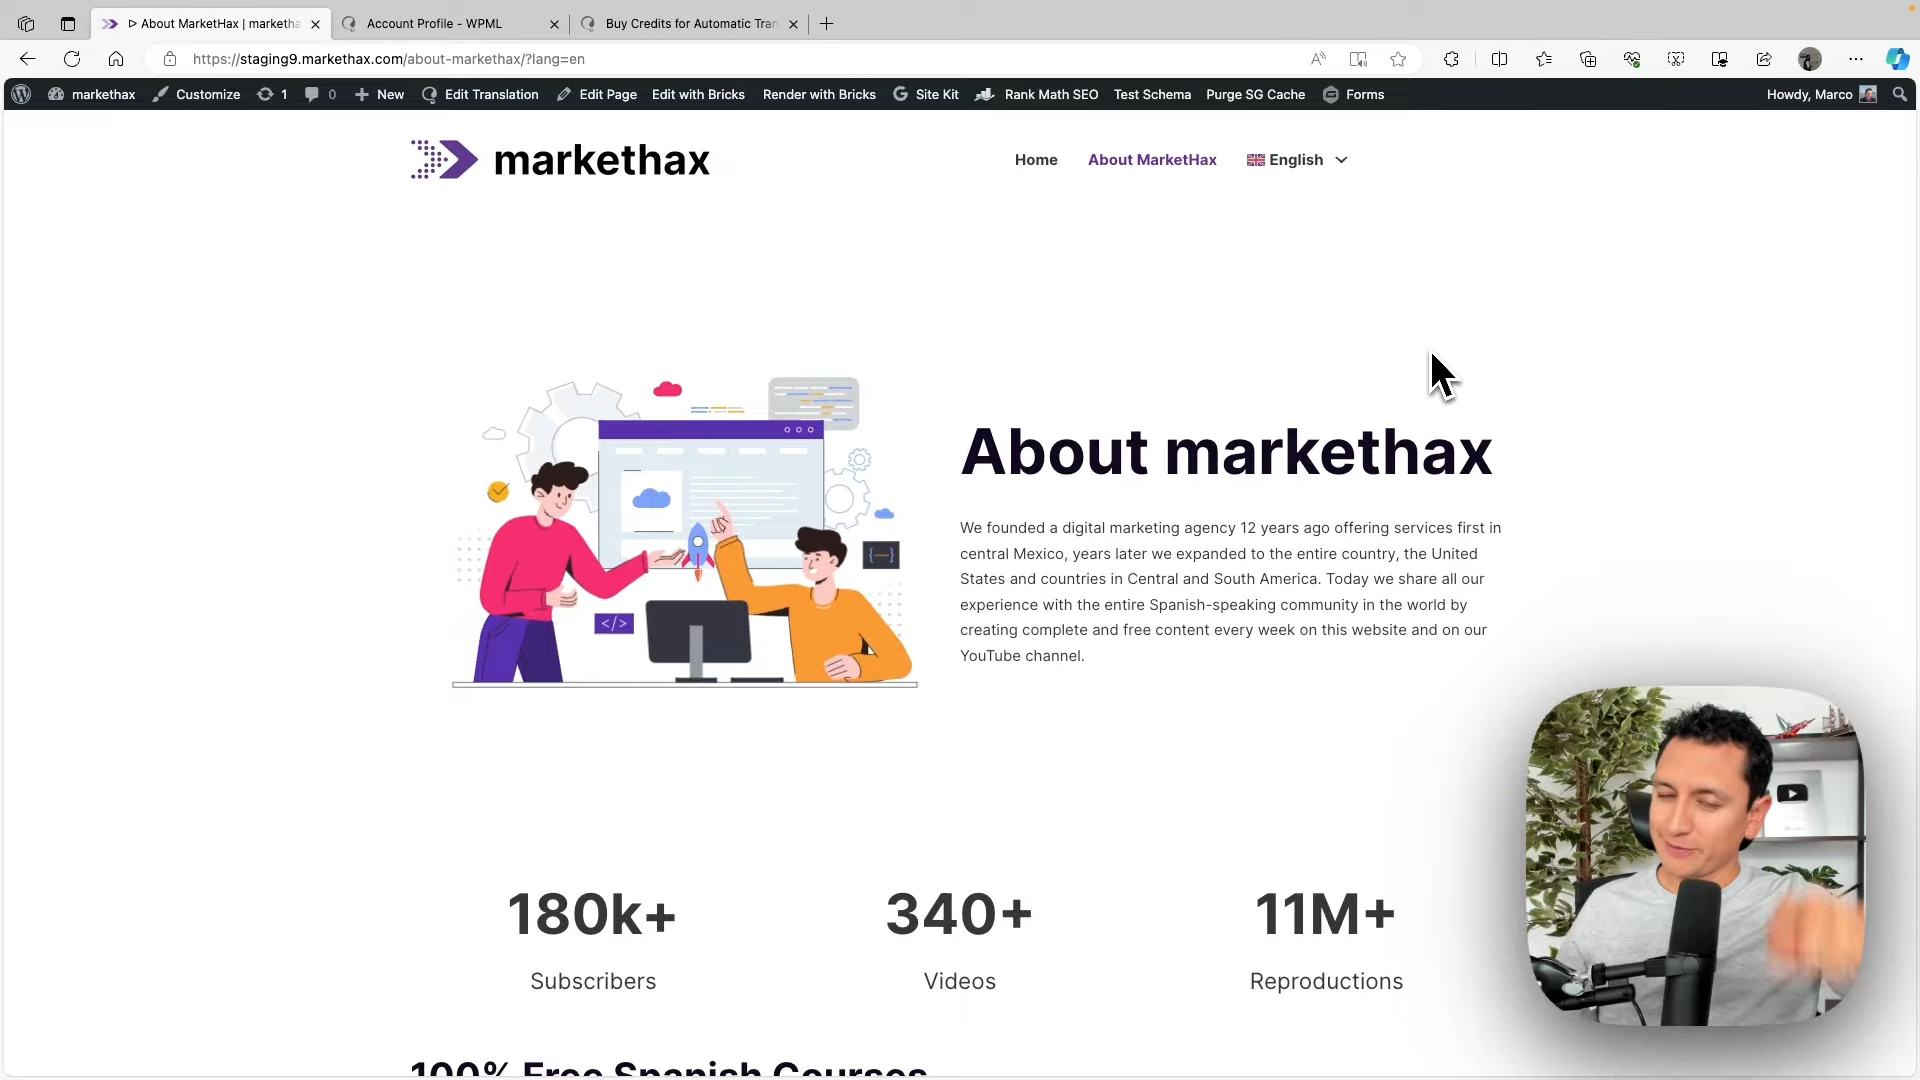 ᐅ About MarketHax | marketha
Account Profile - WPML
Buy Credits for Automatic Tran
https://staging9.markethax.com/about-markethax/?lang=en
markethax
Customize
1
0
New
Edit Translation
Edit Page
Edit with Bricks
Render with Bricks
Site Kit
Rank Math SEO
Test Schema
Purge SG Cache
Forms
Howdy, Marco
markethax
Home
About MarketHax
English
</>
{—}
About markethax
We founded a digital marketing agency 12 years ago offering services first in
central Mexico, years later we expanded to the entire country, the United
States and countries in Central and South America. Today we share all our
experience with the entire Spanish-speaking community in the world by
creating complete and free content every week on this website and on our
YouTube channel.
180k+
340+
11M+
Subscribers
Videos
Reproductions
100% Free Spanish Courses